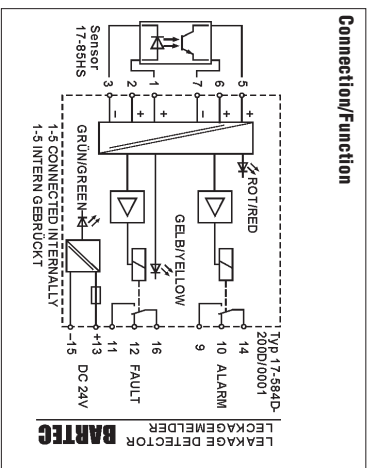 Connection/Function
Sensor
17-85HS
3 2 1 7 6 5
− + + − + +
ROT/RED
GELB/YELLOW
GRÜN/GREEN
1-5 CONNECTED INTERNALLY
1-5 INTERN GEBRÜCKT
Typ 17-584D-
200D/0001
14
10 ALARM
9
16
12 FAULT
11
+13
DC 24V
−15
LEAKAGE DETECTOR
LECKAGEMELDER
BARTEC